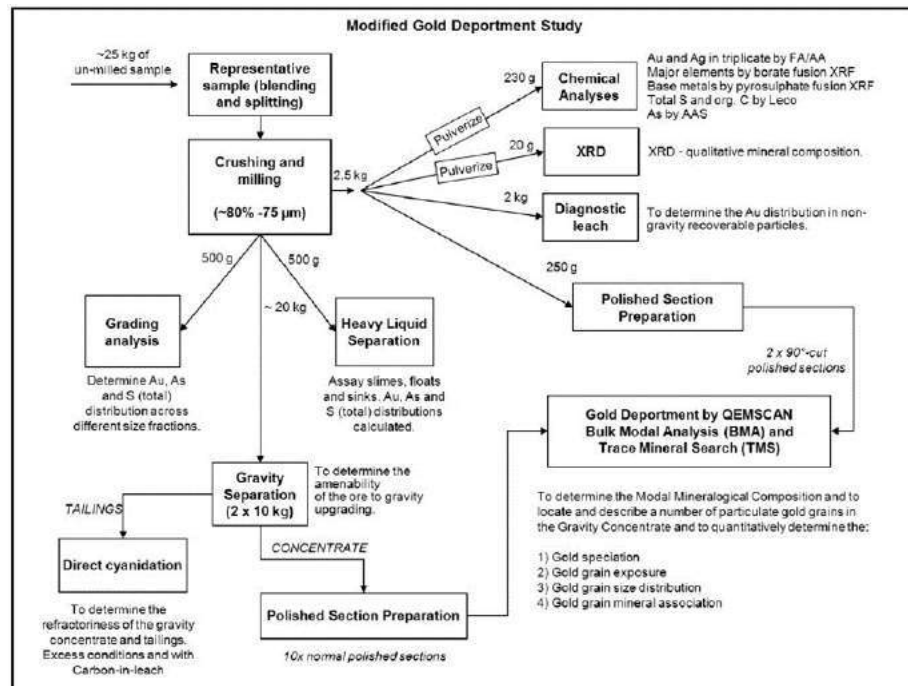 Modified Gold Department Study
~25 kg of
un-milled sample
Representative
sample (blending
and splitting)
Crushing and
milling
(~80% -75 µm)
2.5 kg
230 g
Pulverize
Chemical
Analyses
Au and Ag in triplicate by FA/AA
Major elements by borate fusion XRF
Base metals by pyrosulphate fusion XRF
Total S and org. C by Leco
As by AAS
20 g
Pulverize
XRD
XRD - qualitative mineral composition.
2 kg
Diagnostic
leach
To determine the Au distribution in non-
gravity recoverable particles.
250 g
Polished Section
Preparation
2 x 90°-cut
polished sections
500 g
500 g
~ 20 kg
Grading
analysis
Determine Au, As
and S (total)
distribution across
different size fractions.
Heavy Liquid
Separation
Assay slimes, floats
and sinks. Au, As and
S (total) distributions
calculated.
Gold Department by QEMSCAN
Bulk Modal Analysis (BMA) and
Trace Mineral Search (TMS)
To determine the Modal Mineralogical Composition and to
locate and describe a number of particulate gold grains in
the Gravity Concentrate and to quantitatively determine the:
1) Gold speciation
2) Gold grain exposure
3) Gold grain size distribution
4) Gold grain mineral association
Gravity
Separation
(2 x 10 kg)
To determine the
amenability
of the ore to gravity
upgrading.
TAILINGS
CONCENTRATE
Direct cyanidation
To determine the
refractoriness of the gravity
concentrate and tailings.
Excess conditions and with
Carbon-in-leach
Polished Section Preparation
10x normal polished sections